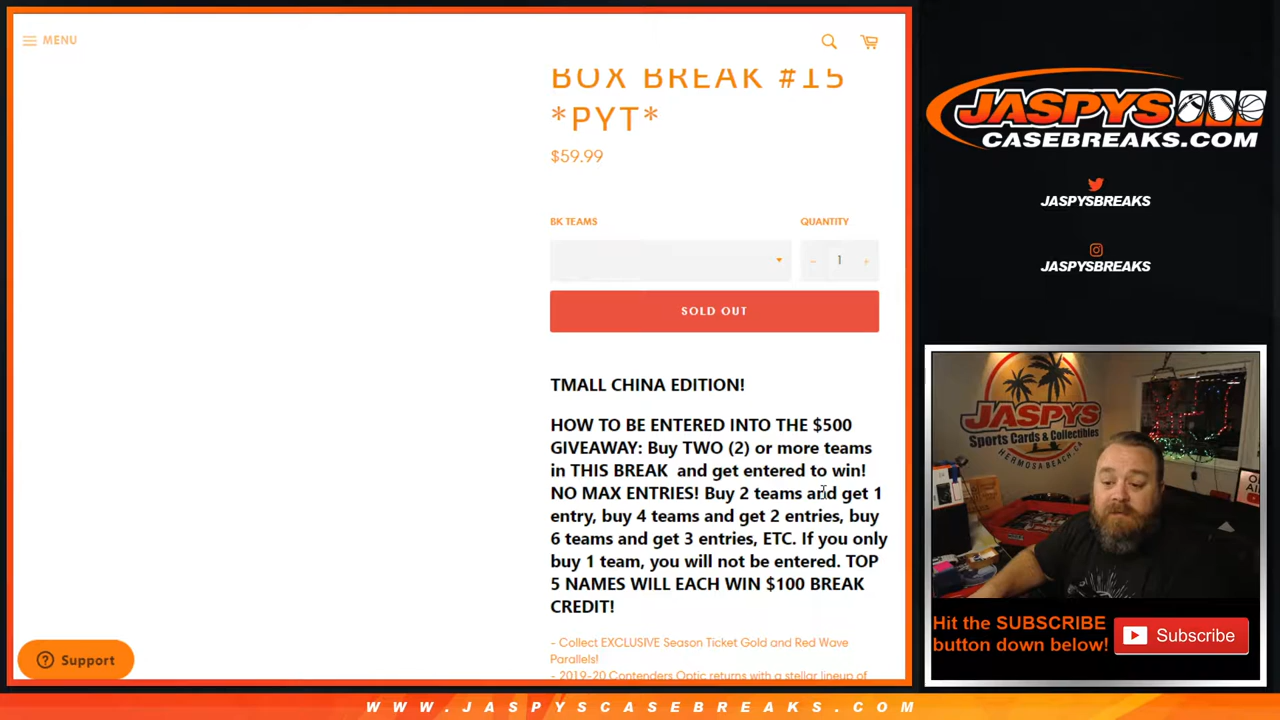 MENU
BOX BREAK #15
*PYT*
$59.99
BK TEAMS
QUANTITY
1
SOLD OUT
TMALL CHINA EDITION!
HOW TO BE ENTERED INTO THE $500
GIVEAWAY: Buy TWO (2) or more teams
in THIS BREAK and get entered to win!
NO MAX ENTRIES! Buy 2 teams and get 1
entry, buy 4 teams and get 2 entries, buy
6 teams and get 3 entries, ETC. If you only
buy 1 team, you will not be entered. TOP
5 NAMES WILL EACH WIN $100 BREAK
CREDIT!
- Collect EXCLUSIVE Season Ticket Gold and Red Wave
Parallels!
- 2019-20 Contenders Optic returns with a stellar lineup of
Support
JASPYS
CASEBREAKS.COM
JASPYSBREAKS
JASPYSBREAKS
JASPYS
Sports Cards & Collectibles
HERMOSA BEACH, CA
Hit the SUBSCRIBE
button down below!
Subscribe
WWW.JASPYSCASEBREAKS.COM